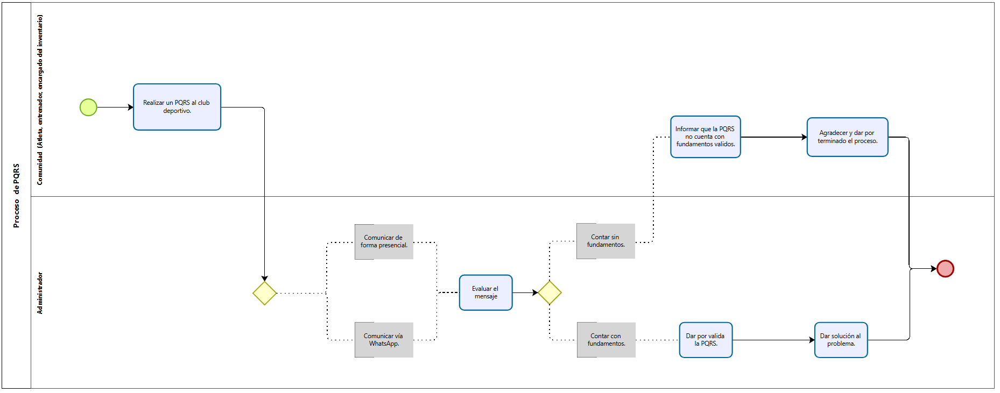 Proceso de PQRS
Comunidad (Atleta, entrenador, encargado del inventario)
Realizar un PQRS al club
deportivo.
Informar que la PQRS
no cuenta con
fundamentos validos.
Agradecer y dar por
terminado el proceso.
Administrador
Comunicar de
forma presencial.
Comunicar vía
WhatsApp.
Evaluar el
mensaje
Contar sin
fundamentos.
Contar con
fundamentos.
Dar por valida
la PQRS.
Dar solución al
problema.